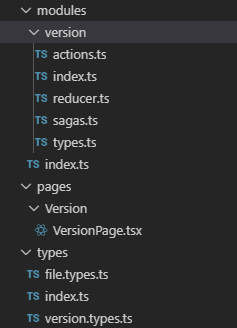 modules
version
TS actions.ts
TS index.ts
TS reducer.ts
TS sagas.ts
TS types.ts
TS index.ts
pages
Version
VersionPage.tsx
types
TS file.types.ts
TS index.ts
TS version.types.ts